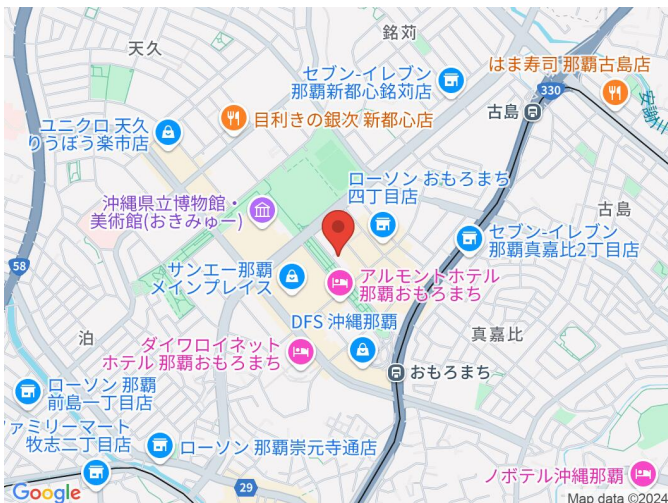 天久
銘苅
セブン-イレブン
那覇新都心銘苅店
はま寿司 那覇古島店
330
古島
安謝川
ユニクロ 天久
りうぼう楽市店
目利きの銀次 新都心店
沖縄県立博物館・
美術館(おきみゅー)
ローソン おもろまち
四丁目店
古島
セブン-イレブン
那覇真嘉比2丁目店
58
サンエー那覇
メインプレイス
アルモントホテル
那覇おもろまち
泊
DFS 沖縄那覇
真嘉比
ダイワロイネット
ホテル 那覇おもろまち
おもろまち
ローソン 那覇
前島一丁目店
ファミリーマート
牧志二丁目店
ローソン 那覇崇元寺通店
29
ノボテル沖縄那覇
Google
Map data ©2024